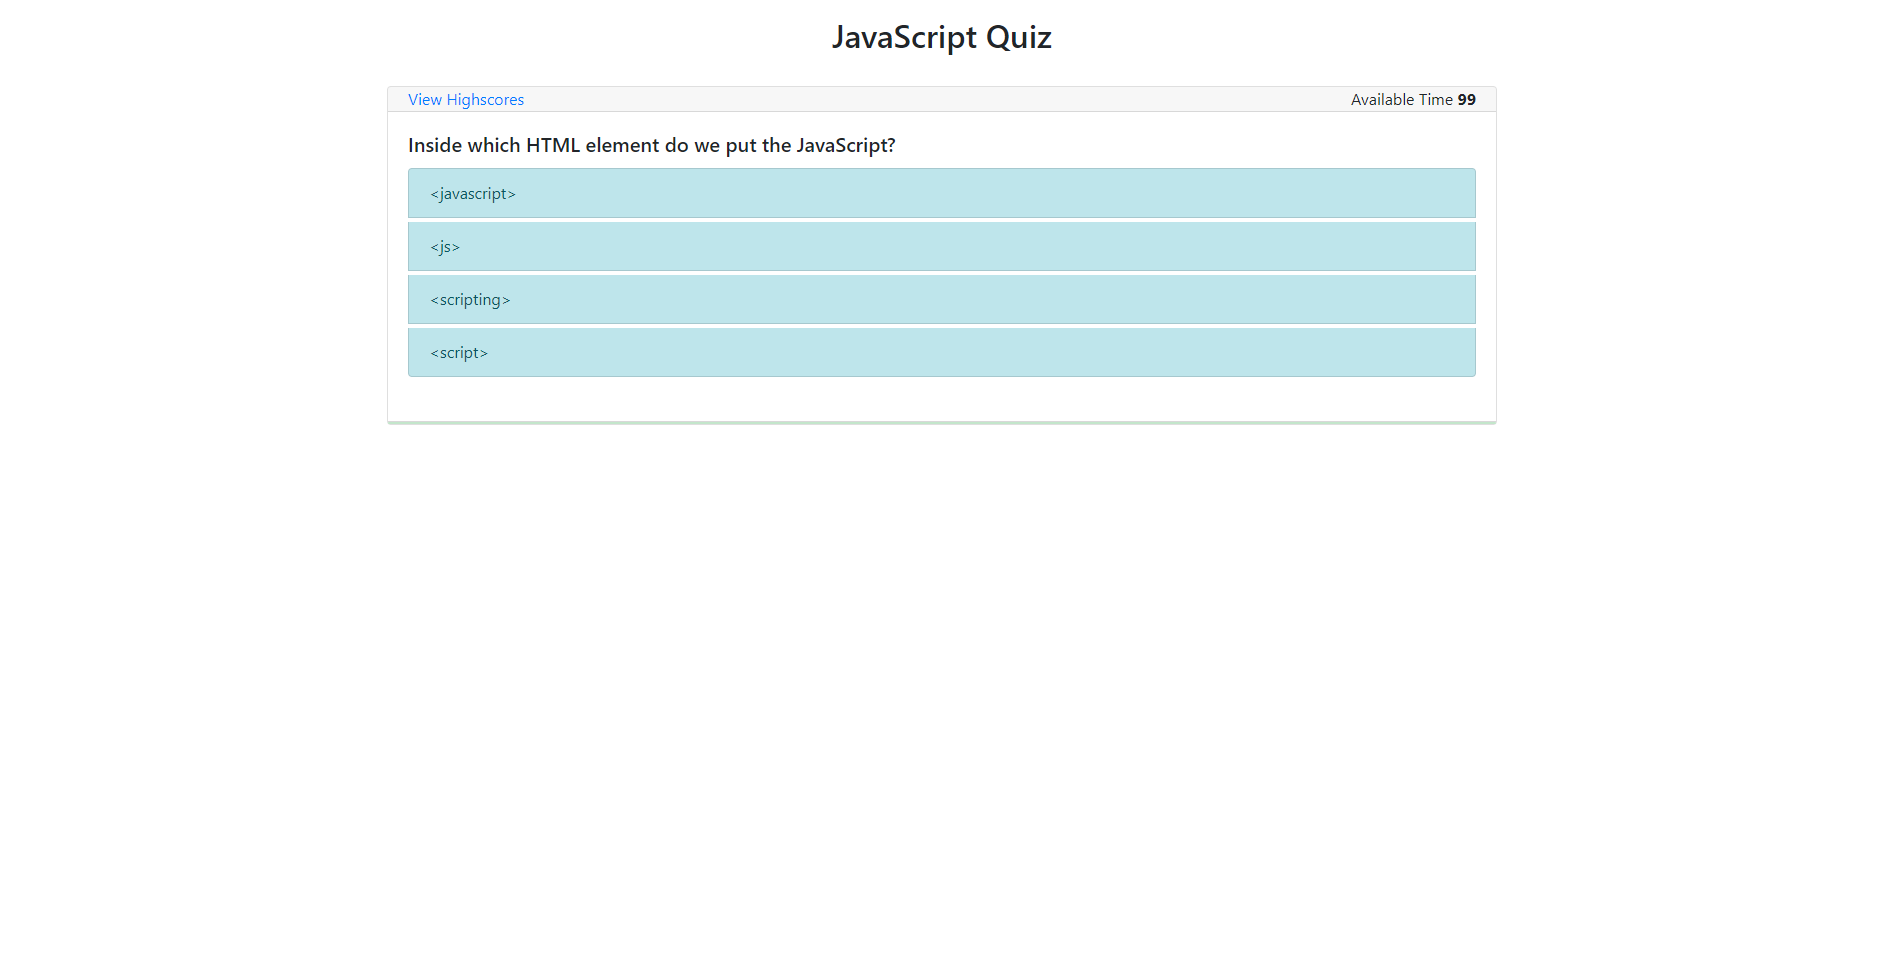 JavaScript Quiz
View Highscores Available Time 99
Inside which HTML element do we put the JavaScript?
<javascript>
<js>
<scripting>
<script>